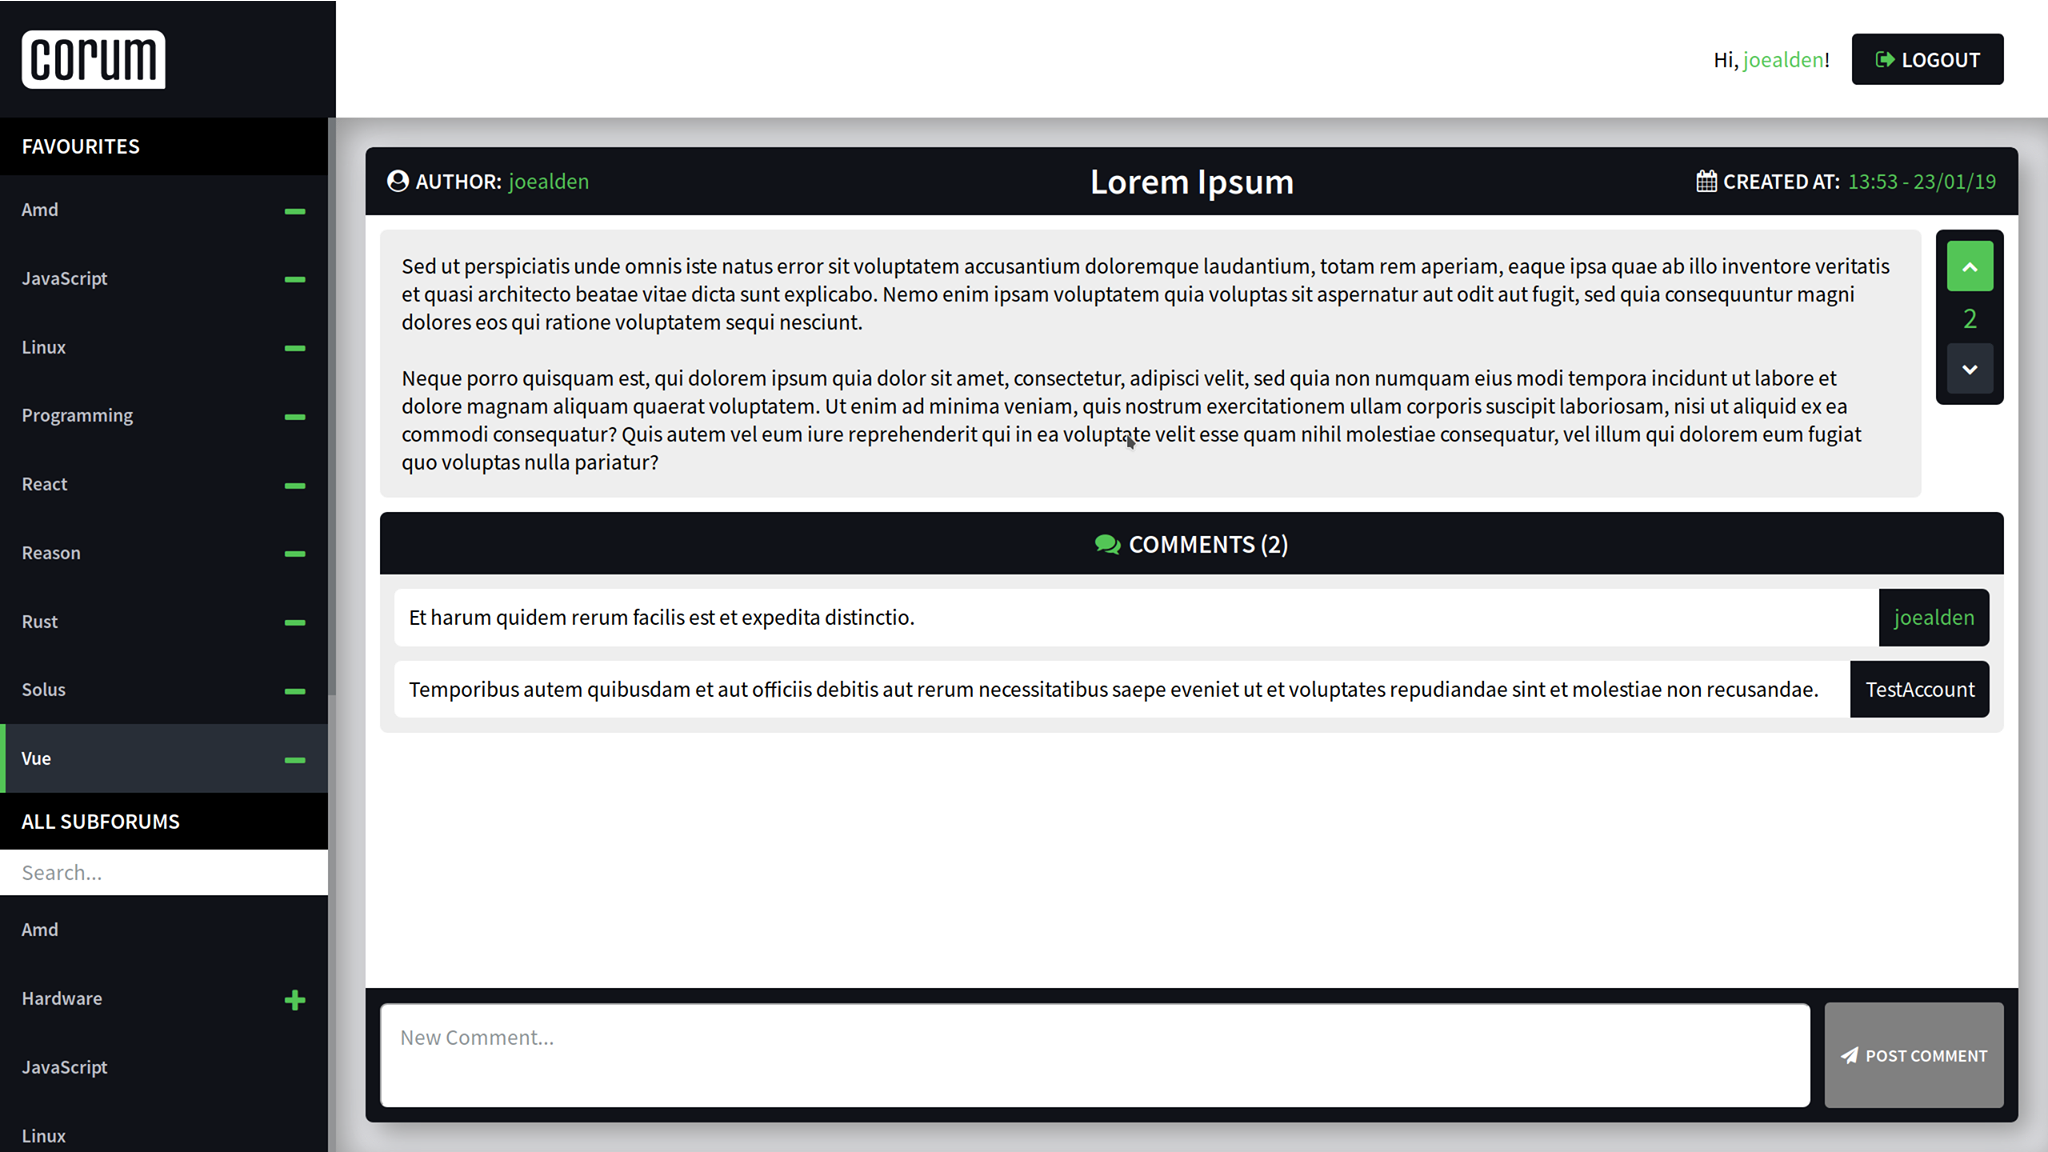 corum
Hi, joealden!
LOGOUT
FAVOURITES
Amd
JavaScript
Linux
Programming
React
Reason
Rust
Solus
Vue
ALL SUBFORUMS
Search...
Amd
Hardware
JavaScript
Linux
AUTHOR: joealden
Lorem Ipsum
CREATED AT: 13:53 - 23/01/19
Sed ut perspiciatis unde omnis iste natus error sit voluptatem accusantium doloremque laudantium, totam rem aperiam, eaque ipsa quae ab illo inventore veritatis
et quasi architecto beatae vitae dicta sunt explicabo. Nemo enim ipsam voluptatem quia voluptas sit aspernatur aut odit aut fugit, sed quia consequuntur magni
dolores eos qui ratione voluptatem sequi nesciunt.
Neque porro quisquam est, qui dolorem ipsum quia dolor sit amet, consectetur, adipisci velit, sed quia non numquam eius modi tempora incidunt ut labore et
dolore magnam aliquam quaerat voluptatem. Ut enim ad minima veniam, quis nostrum exercitationem ullam corporis suscipit laboriosam, nisi ut aliquid ex ea
commodi consequatur? Quis autem vel eum iure reprehenderit qui in ea voluptate velit esse quam nihil molestiae consequatur, vel illum qui dolorem eum fugiat
quo voluptas nulla pariatur?
2
COMMENTS (2)
Et harum quidem rerum facilis est et expedita distinctio.
joealden
Temporibus autem quibusdam et aut officiis debitis aut rerum necessitatibus saepe eveniet ut et voluptates repudiandae sint et molestiae non recusandae.
TestAccount
New Comment...
POST COMMENT